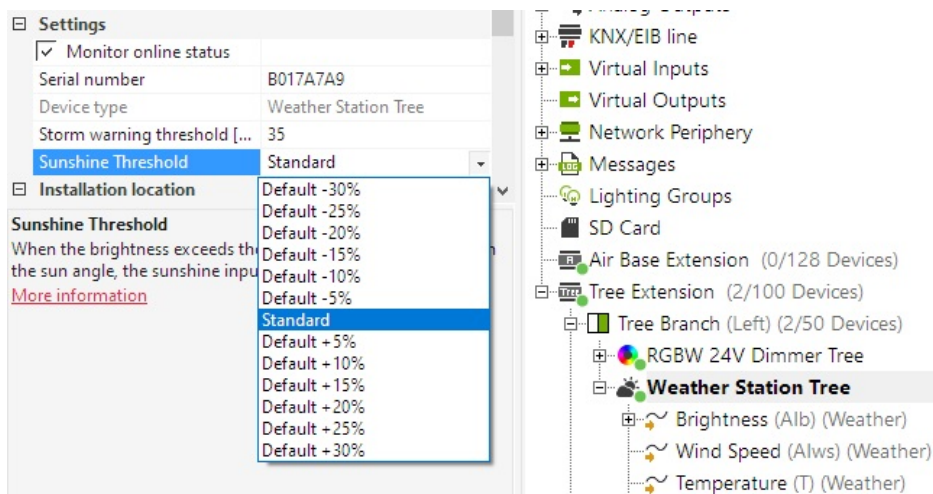 Settings
Monitor online status
Serial number B017A7A9
Device type Weather Station Tree
Storm warning threshold [... 35
Sunshine Threshold Standard
Installation location
Default -30%
Default -25%
Default -20%
Default -15%
Default -10%
Default -5%
Standard
Default +5%
Default +10%
Default +15%
Default +20%
Default +25%
Default +30%
Sunshine Threshold
When the brightness exceeds the
the sun angle, the sunshine inpu
More information
KNX/EIB line
Virtual Inputs
Virtual Outputs
Network Periphery
Messages
Lighting Groups
SD Card
Air Base Extension (0/128 Devices)
Tree Extension (2/100 Devices)
Tree Branch (Left) (2/50 Devices)
RGBW 24V Dimmer Tree
Weather Station Tree
Brightness (AIb) (Weather)
Wind Speed (AIws) (Weather)
Temperature (T) (Weather)